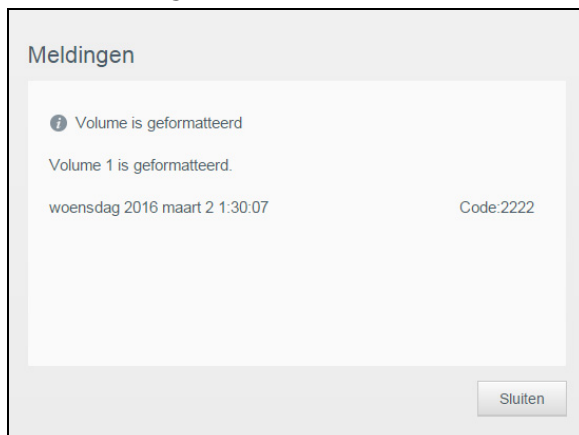 Meldingen
Volume is geformatteerd
Volume 1 is geformatteerd.
woensdag 2016 maart 2 1:30:07 Code:2222
Sluiten